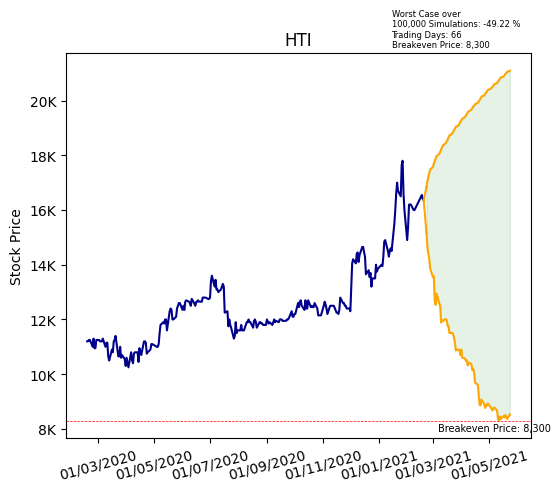 Worst Case over
100,000 Simulations: -49.22 %
Trading Days: 66
Breakeven Price: 8,300
HTI
Stock Price
20K
18K
16K
14K
12K
10K
8K
Breakeven Price: 8,300
01/03/2020
01/05/2020
01/07/2020
01/09/2020
01/11/2020
01/01/2021
01/03/2021
01/05/2021